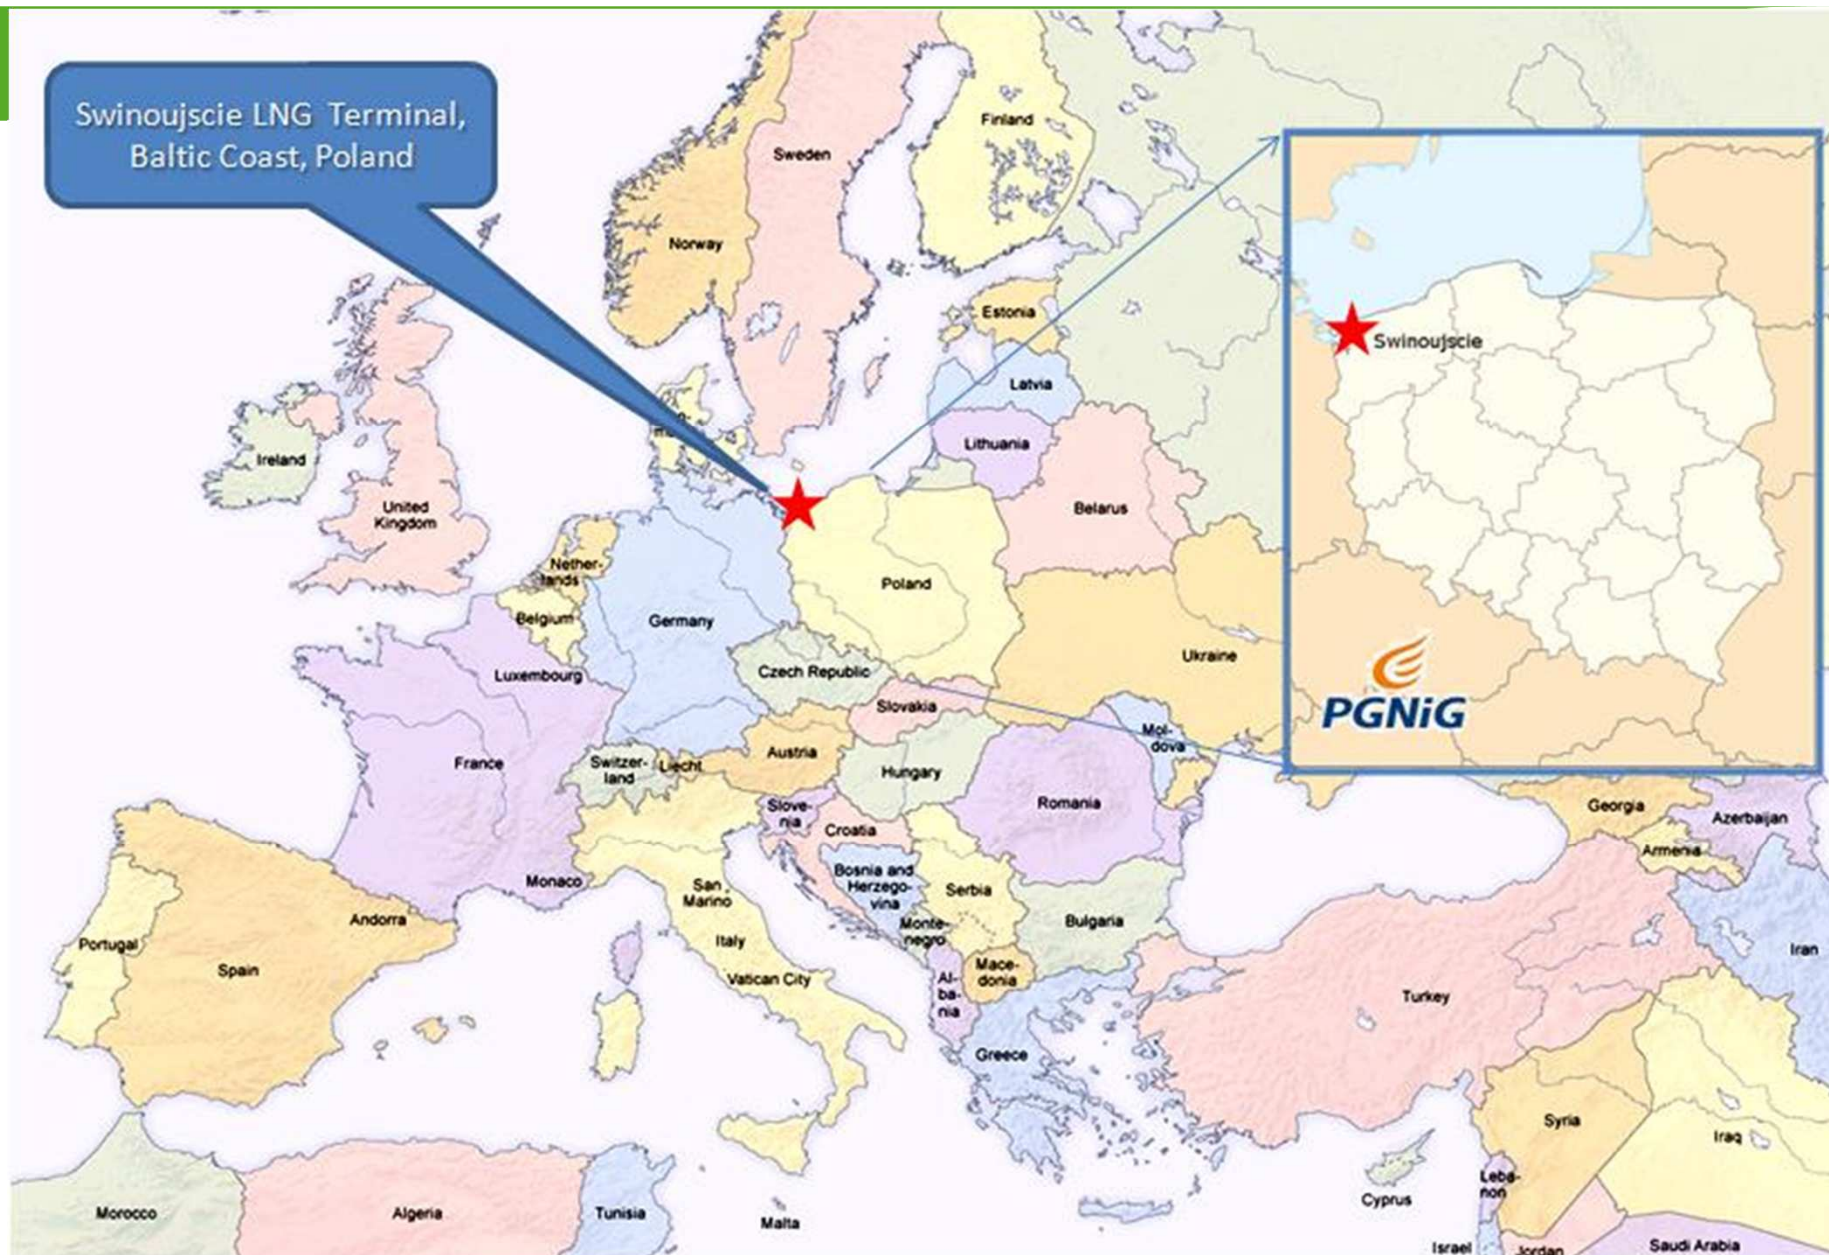 Swinoujscie LNG Terminal,
Baltic Coast, Poland
Finland
Sweden
Norway
Estonia
Latvia
Lithuania
Ireland
United
Kingdom
Belarus
Nether-
lands
Belgium
Germany
Poland
Luxembourg
Czech Republic
Ukraine
Slovakia
France
Switzer-
land
Liecht
Austria
Hungary
Mol-
dova
Romania
Slove-
nia
Croatia
Georgia
Azerbaijan
Armenia
Monaco
San
Marino
Bosnia and
Herzego-
vina
Serbia
Monte-
negro
Bulgaria
Andorra
Portugal
Spain
Italy
Vatican City
Al-
ba-
nia
Mace-
donia
Iran
Turkey
Greece
Syria
Iraq
Leba-
non
Cyprus
Morocco
Algeria
Tunisia
Malta
Israel
Jordan
Saudi Arabia
Swinoujscie
PGNiG